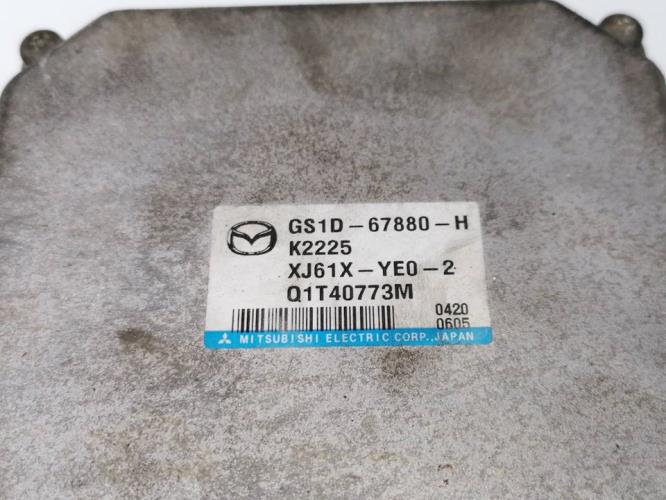 GS1D-67880-H
K2225
XJ61X-YE0-2
Q1T40773M
0420
0605
MITSUBISHI ELECTRIC CORP., JAPAN